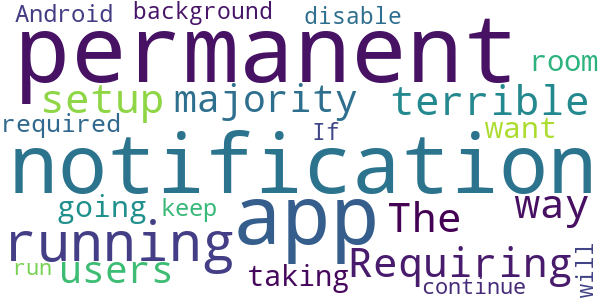 Android background disable
permanent room
setup majority terrible
required If want
notification
going keep app The way
running Requiring
run users taking continue will